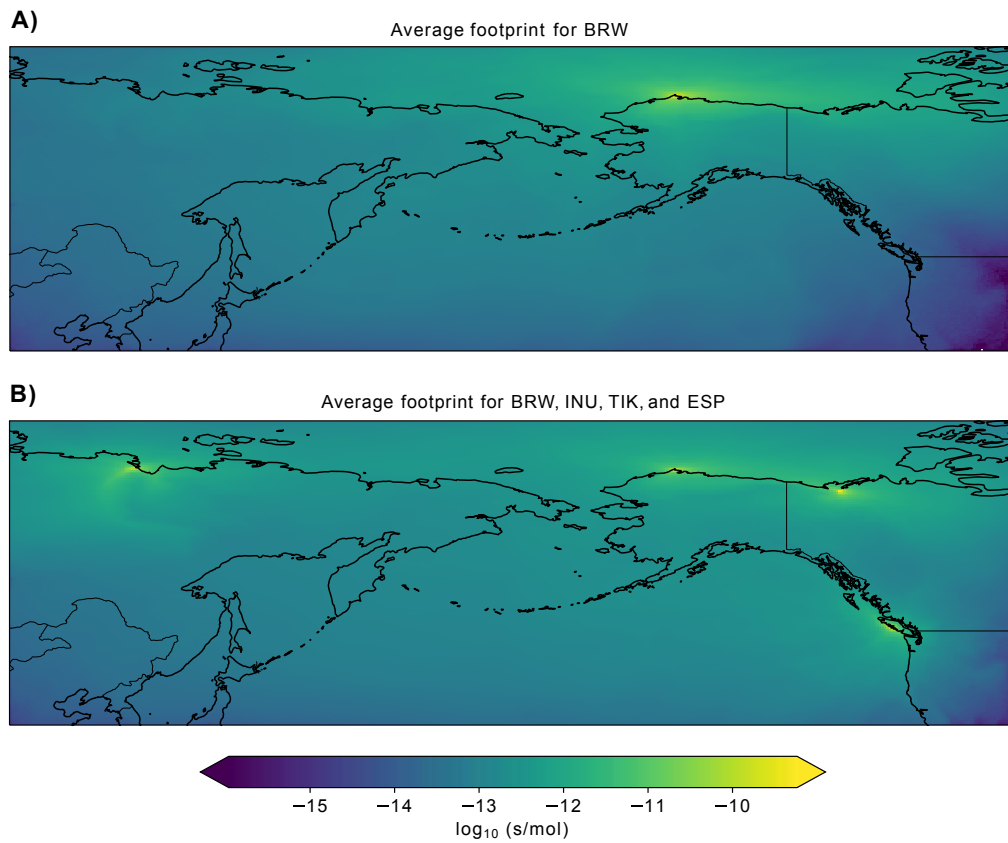 A)
Average footprint for BRW
B)
Average footprint for BRW, INU, TIK, and ESP
−15 −14 −13 −12 −11 −10
log₁₀ (s/mol)